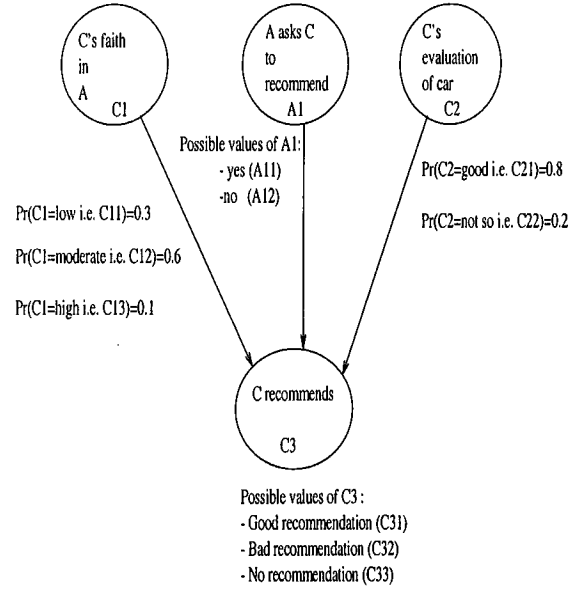 C's faith
in
A
C1
A asks C
to
recommend
A1
C's
evaluation
of car
C2
Possible values of A1:
- yes (A11)
-no (A12)
Pr(C1=low i.e. C11)=0.3
Pr(C1=moderate i.e. C12)=0.6
Pr(C1=high i.e. C13)=0.1
Pr(C2=good i.e. C21)=0.8
Pr(C2=not so i.e. C22)=0.2
C recommends
C3
Possible values of C3 :
- Good recommendation (C31)
- Bad recommendation (C32)
- No recommendation (C33)